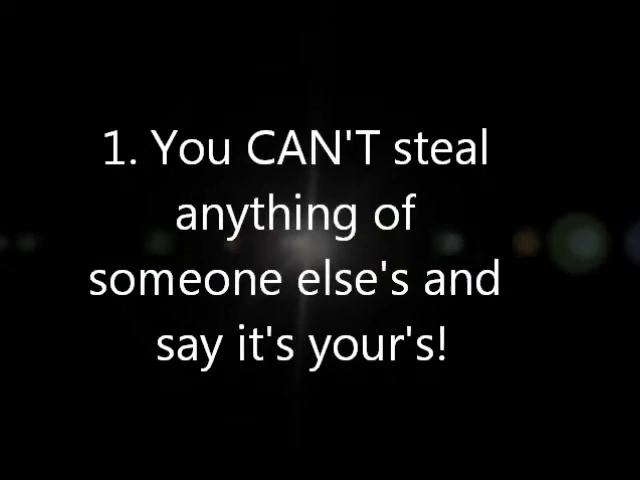 1. You CAN'T steal
anything of
someone else's and
say it's your's!